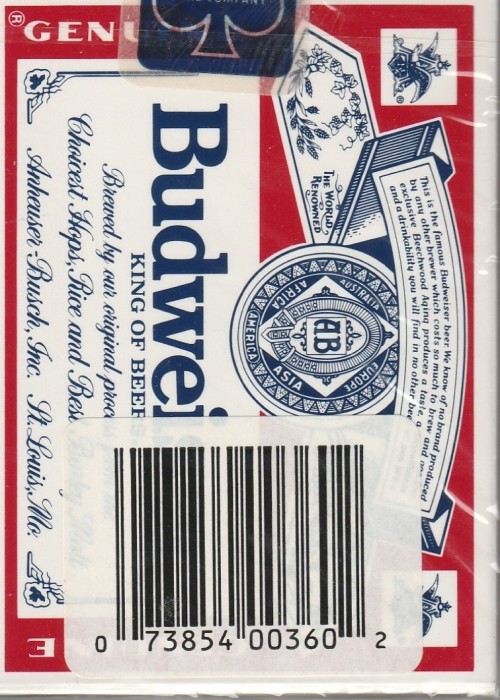 COMPANY
® GENU
This is the famous Budweiser beer. We know of no brand produced
by any other brewer which costs so much to brew and
exclusive Beechwood Aging produces a taste, a
and a drinkability you will find in no other bee
THE WORLD
RENOWNED
AUSTRALIA
AFRICA
AMERICA
EUROPE
ASIA
AB
Budwei
KING OF BEERS
Brewed by our original proce
Choicest Hops, Rice and Bes
Anheuser-Busch, Inc. St. Louis, Mo.
E
®
0 73854 00360 2